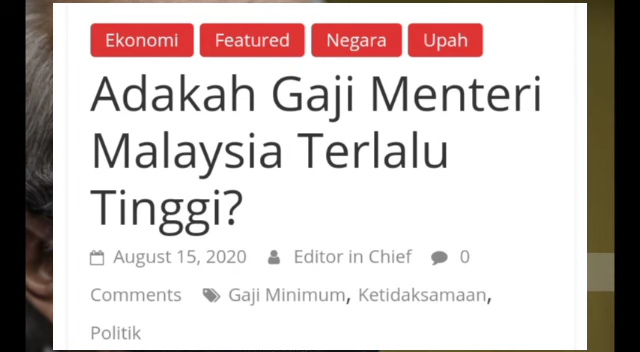 Ekonomi Featured Negara Upah
Adakah Gaji Menteri
Malaysia Terlalu
Tinggi?
August 15, 2020 Editor in Chief 0
Comments Gaji Minimum, Ketidaksamaan,
Politik